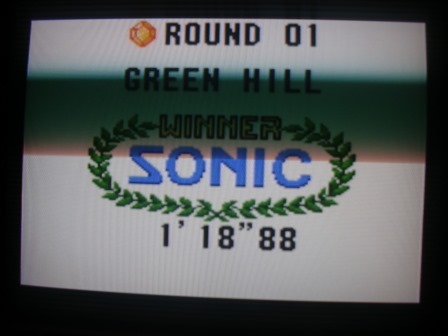 ROUND 01
GREEN HILL
WINNER
SONIC
1'18"88